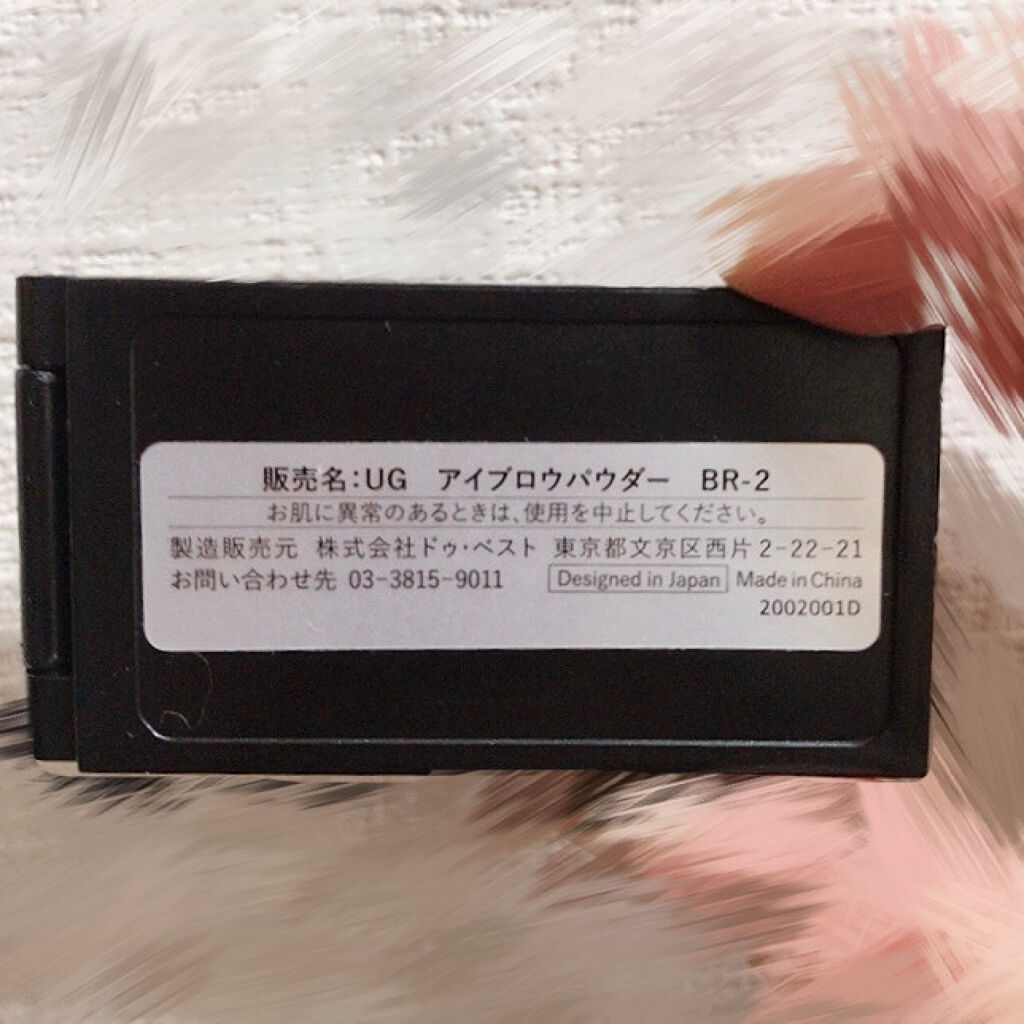 販売名:UG アイブロウパウダー BR-2
お肌に異常のあるときは、使用を中止してください。
製造販売元 株式会社ドゥ・ベスト 東京都文京区西片2-22-21
お問い合わせ先 03-3815-9011 Designed in Japan Made in China
2002001D